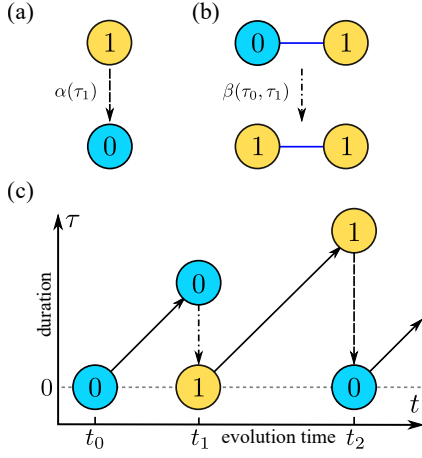 (a)
1
α(τ₁)
0
(b)
0 1
β(τ₀, τ₁)
1 1
(c)
τ
1
0
duration
0 0 1 0
t
t₀ t₁ evolution time t₂